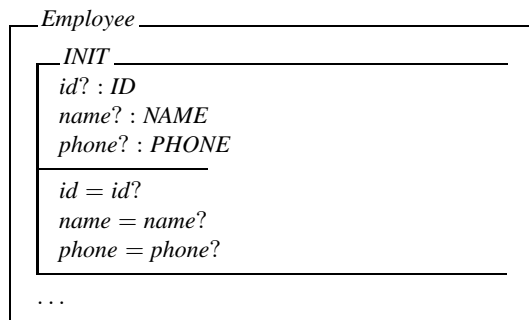 Employee
INIT
id? : ID
name? : NAME
phone? : PHONE
id = id?
name = name?
phone = phone?
...